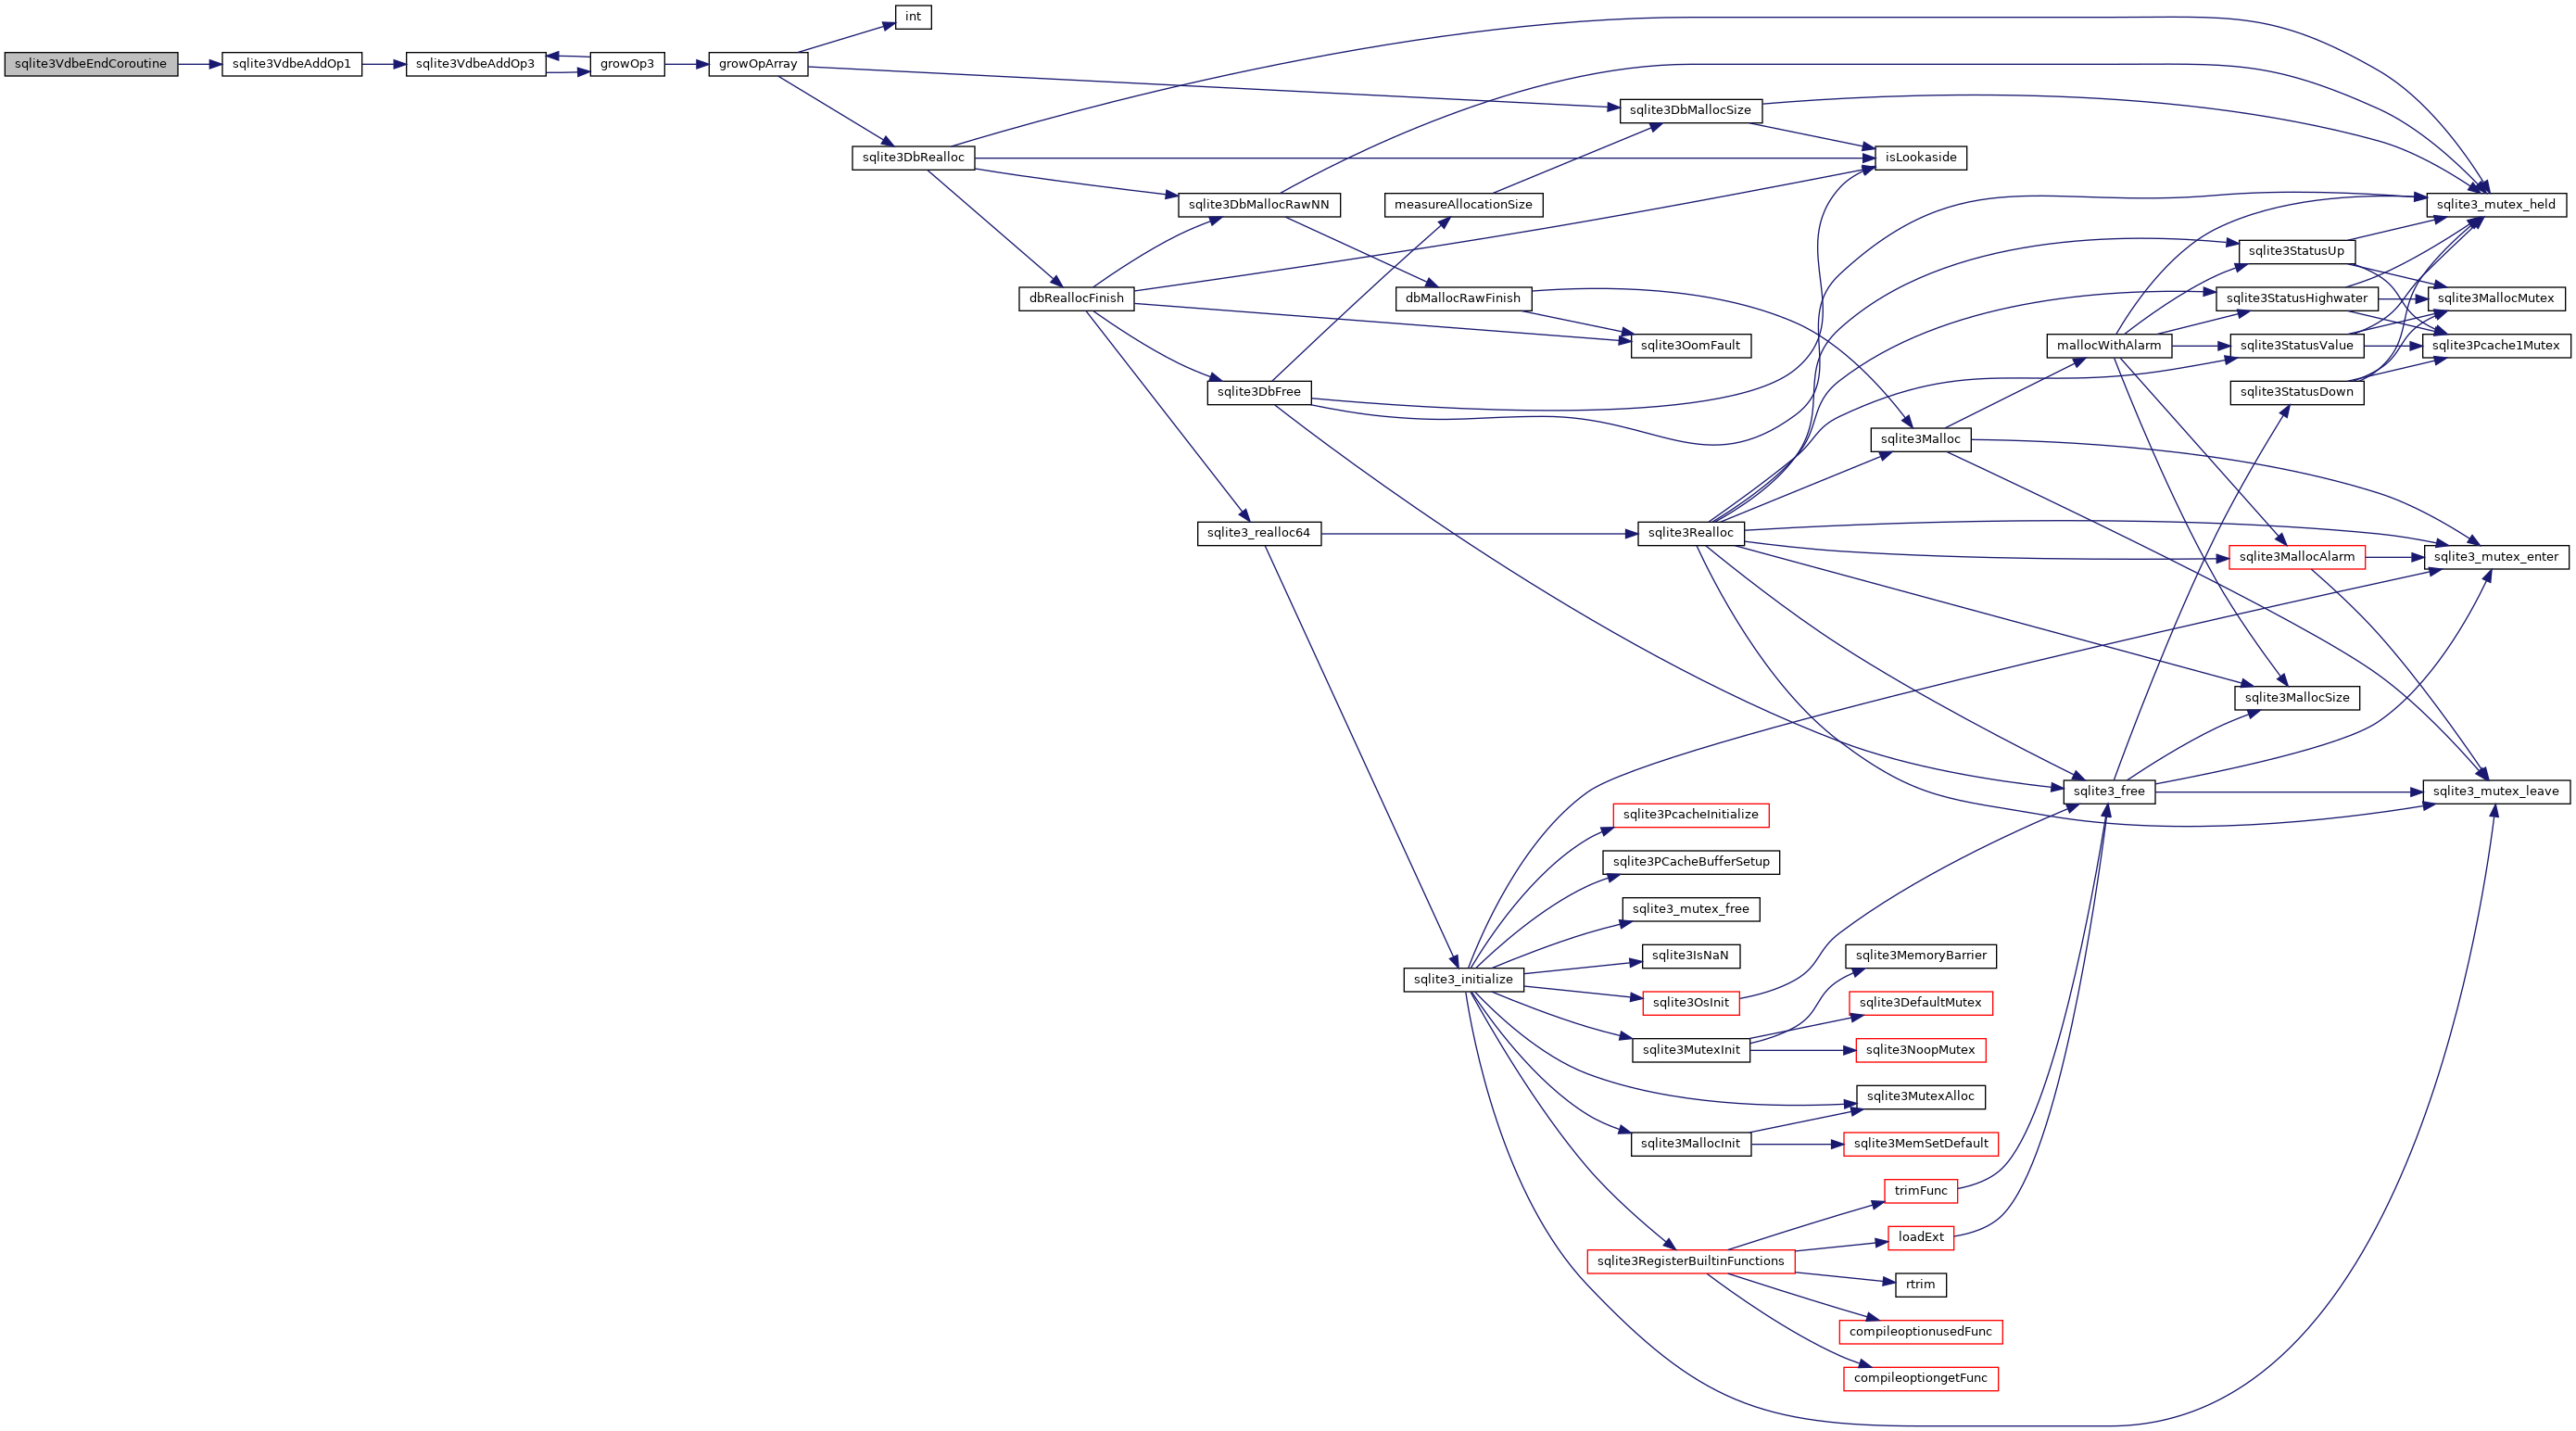 int
sqlite3VdbeEndCoroutine
sqlite3VdbeAddOp1
sqlite3VdbeAddOp3
growOp3
growOpArray
sqlite3DbMallocSize
sqlite3DbRealloc
isLookaside
sqlite3DbMallocRawNN
measureAllocationSize
sqlite3_mutex_held
sqlite3StatusUp
dbReallocFinish
dbMallocRawFinish
sqlite3StatusHighwater
sqlite3MallocMutex
sqlite3OomFault
mallocWithAlarm
sqlite3StatusValue
sqlite3Pcache1Mutex
sqlite3DbFree
sqlite3StatusDown
sqlite3Malloc
sqlite3_realloc64
sqlite3Realloc
sqlite3MallocAlarm
sqlite3_mutex_enter
sqlite3MallocSize
sqlite3_free
sqlite3_mutex_leave
sqlite3PcacheInitialize
sqlite3PCacheBufferSetup
sqlite3_mutex_free
sqlite3IsNaN
sqlite3MemoryBarrier
sqlite3_initialize
sqlite3OsInit
sqlite3DefaultMutex
sqlite3MutexInit
sqlite3NoopMutex
sqlite3MutexAlloc
sqlite3MallocInit
sqlite3MemSetDefault
trimFunc
loadExt
sqlite3RegisterBuiltinFunctions
rtrim
compileoptionusedFunc
compileoptiongetFunc